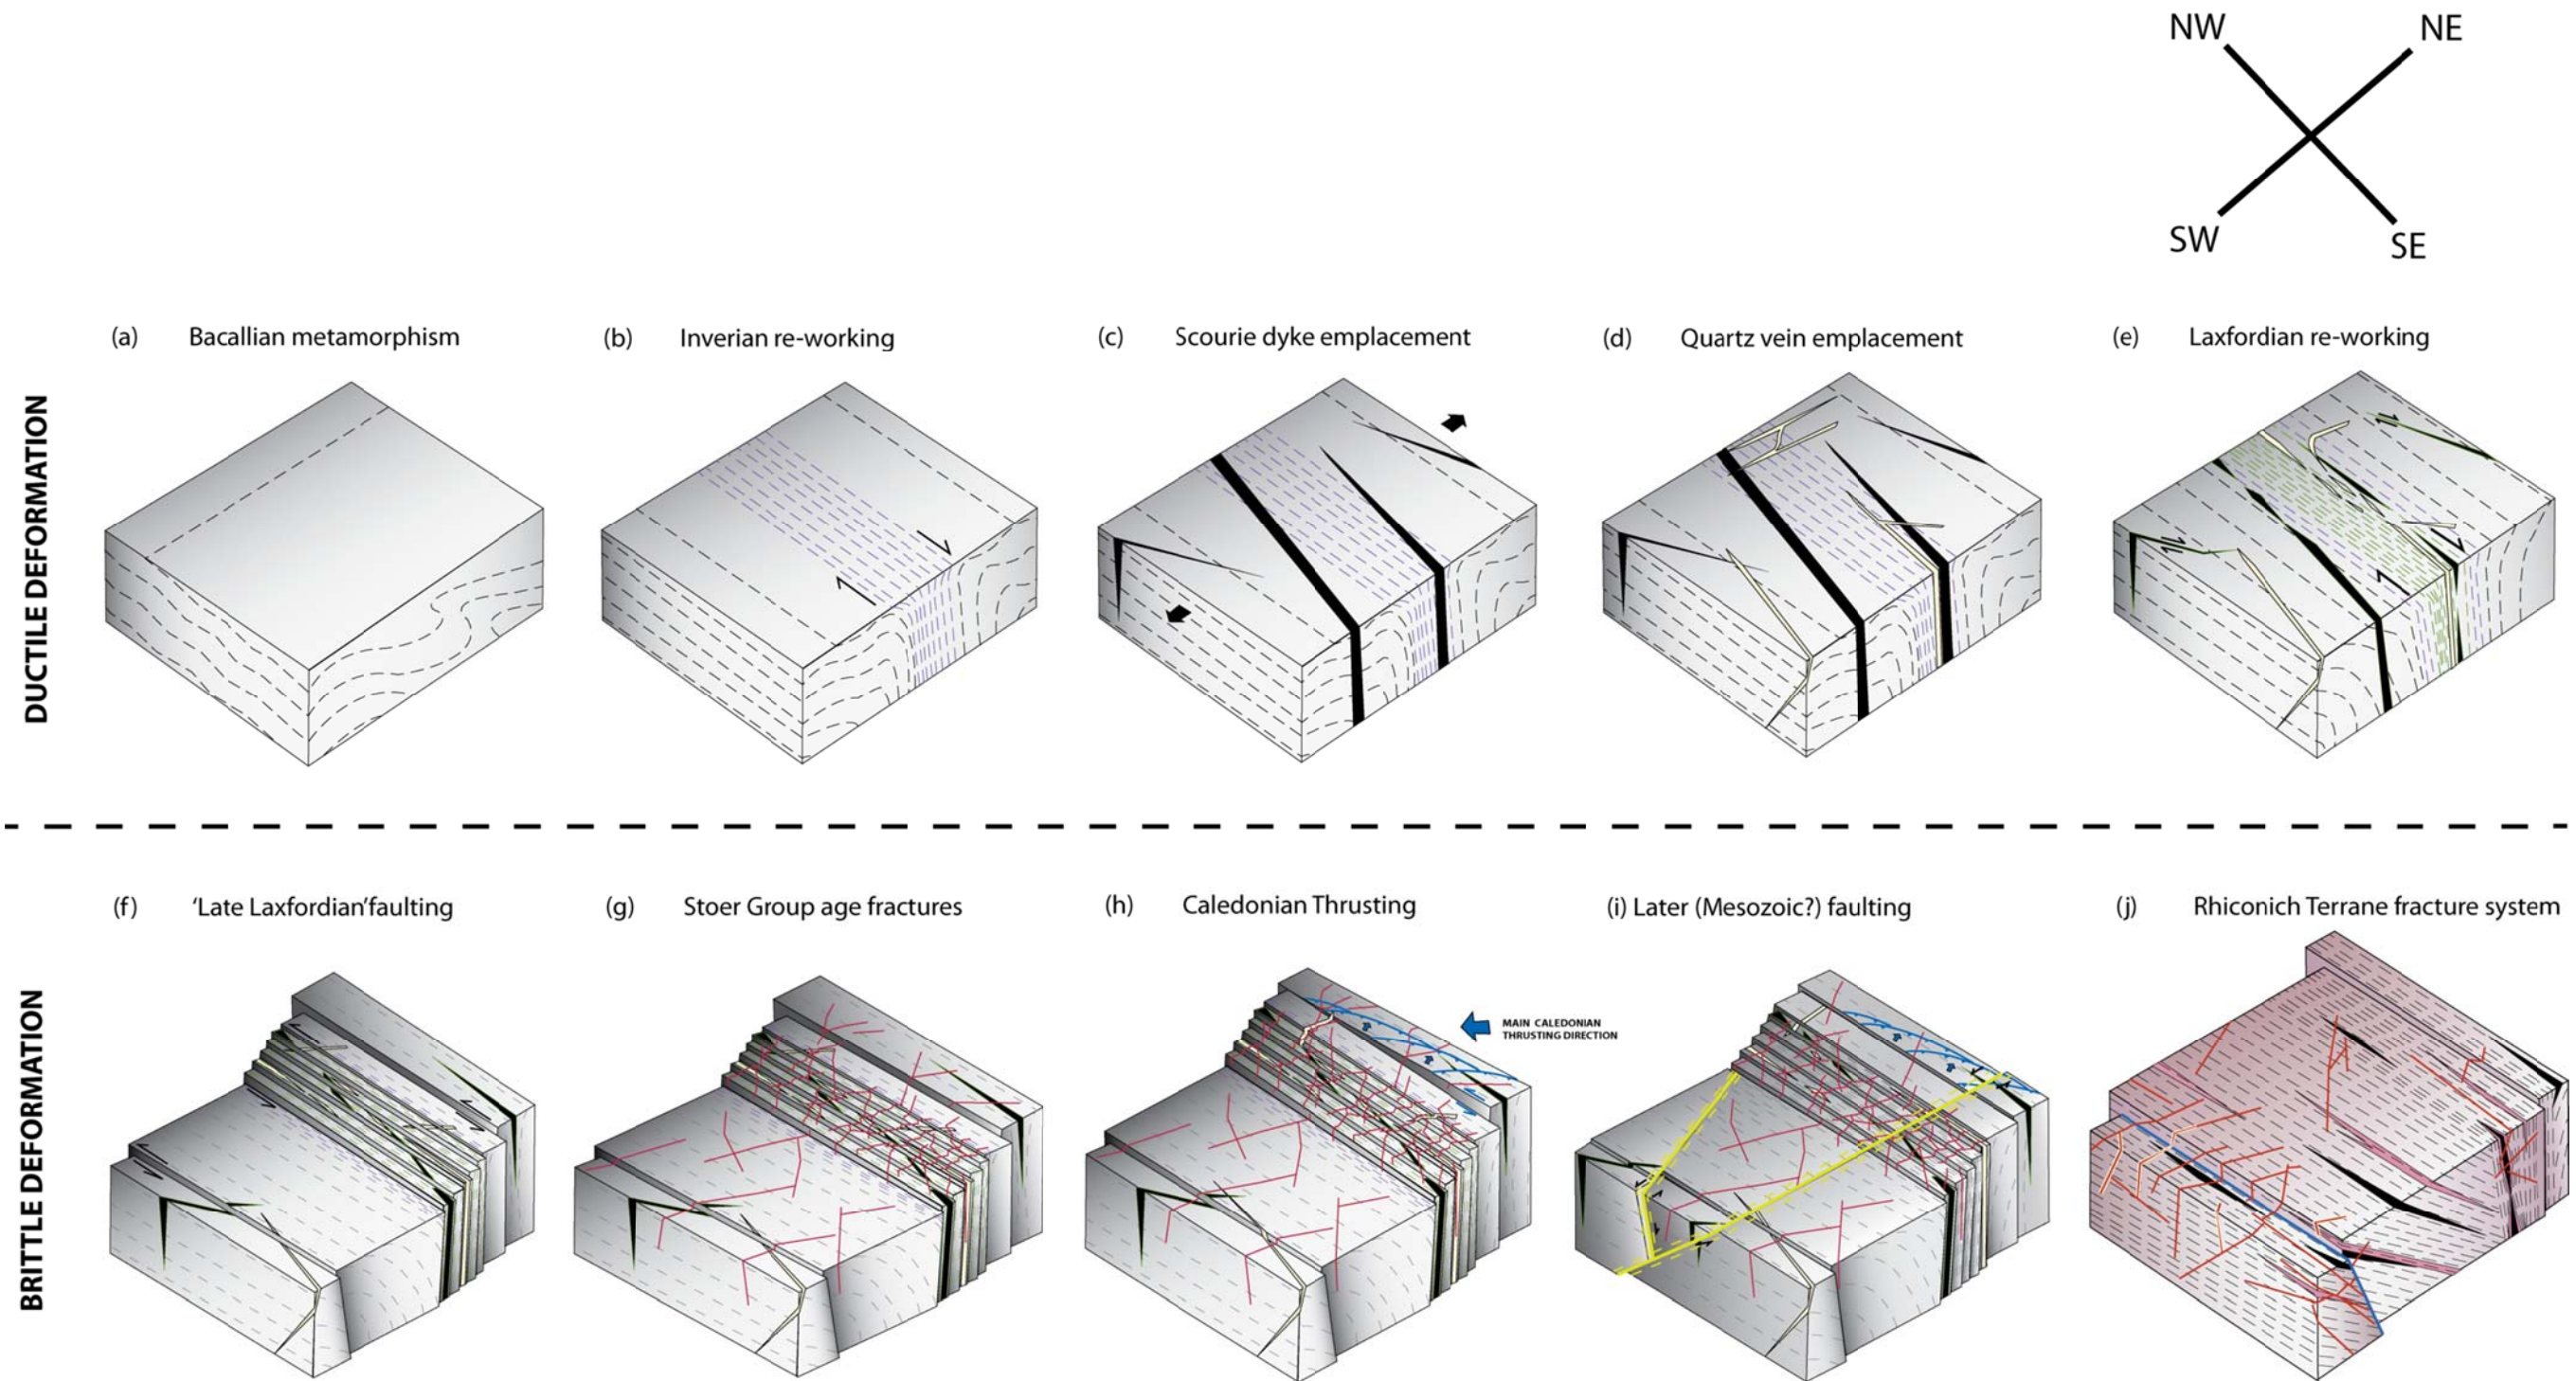 NW NE
SW SE
DUCTILE DEFORMATION
(a) Bacallian metamorphism
(b) Inverian re-working
(c) Scourie dyke emplacement
(d) Quartz vein emplacement
(e) Laxfordian re-working
BRITTLE DEFORMATION
(f) ‘Late Laxfordian’faulting
(g) Stoer Group age fractures
(h) Caledonian Thrusting
MAIN CALEDONIAN
THRUSTING DIRECTION
(i) Later (Mesozoic?) faulting
(j) Rhiconich Terrane fracture system